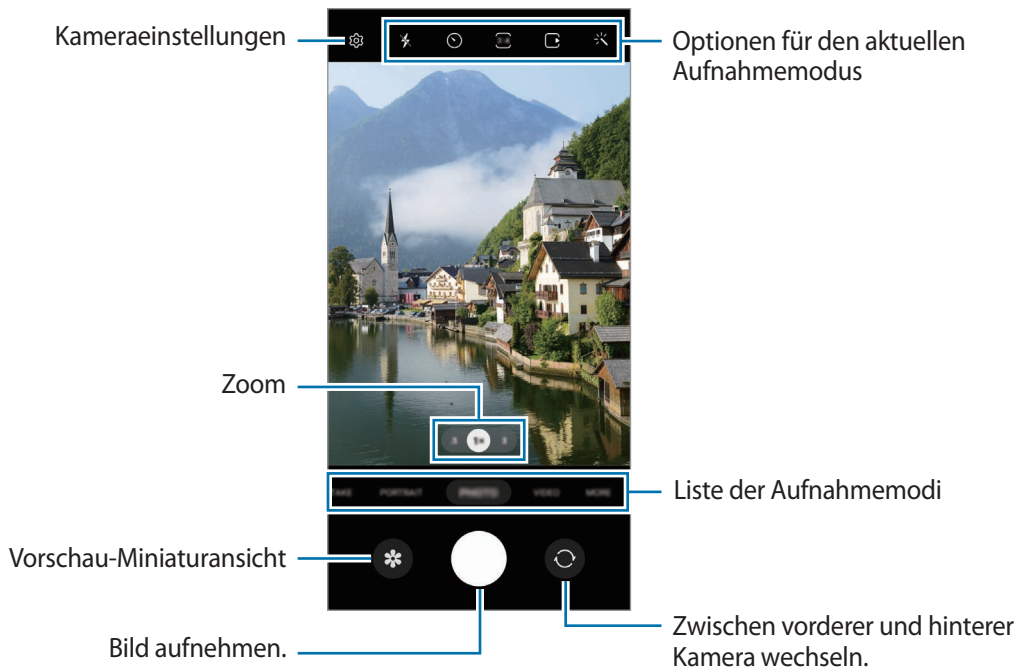 Kameraeinstellungen
Optionen für den aktuellen
Aufnahmemodus
Zoom
1×
PORTRAIT PHOTO VIDEO MORE
Liste der Aufnahmemodi
Vorschau-Miniaturansicht
Bild aufnehmen.
Zwischen vorderer und hinterer
Kamera wechseln.